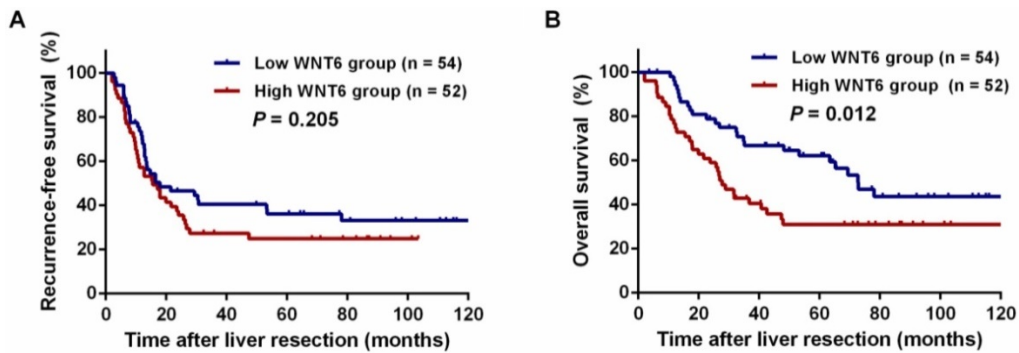 A
Recurrence-free survival (%)
100
80
60
40
20
0
Low WNT6 group (n = 54)
High WNT6 group (n = 52)
P = 0.205
0 20 40 60 80 100 120
Time after liver resection (months)
B
Overall survival (%)
100
80
60
40
20
0
Low WNT6 group (n = 54)
High WNT6 group (n = 52)
P = 0.012
0 20 40 60 80 100 120
Time after liver resection (months)